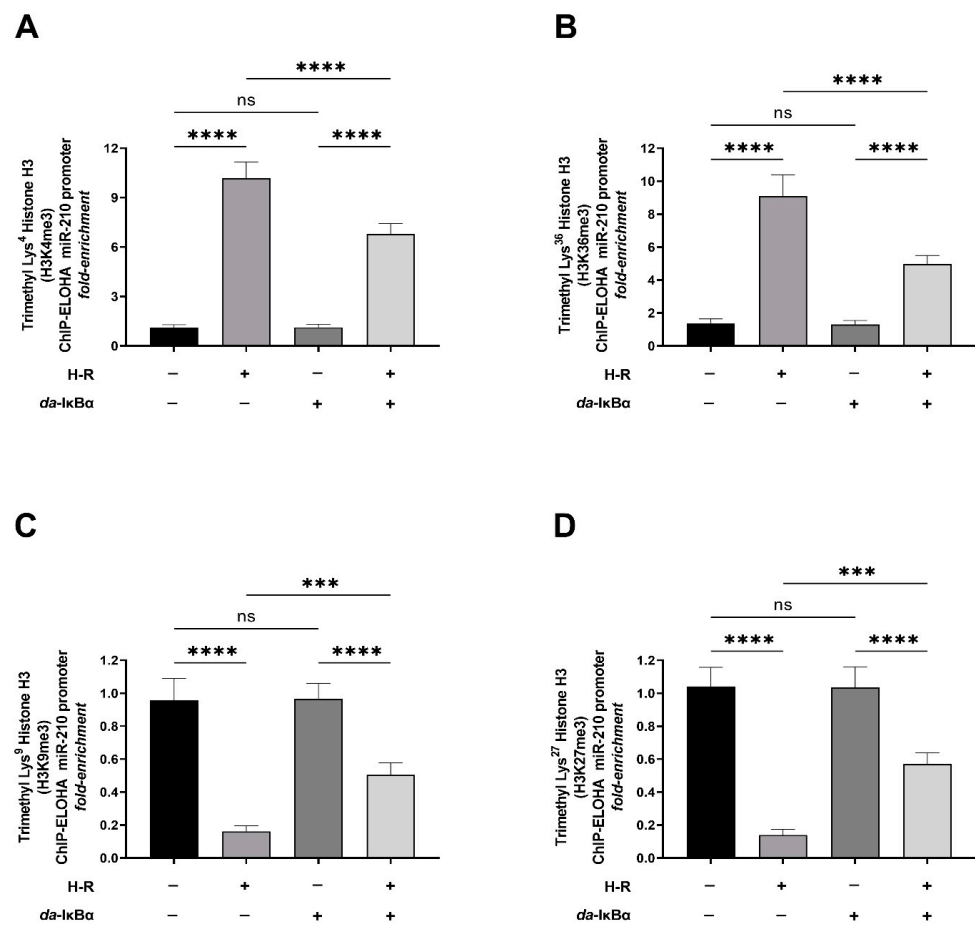 A
****
ns
**** ****
Trimethyl Lys⁴ Histone H3
(H3K4me3)
ChIP-ELOHA miR-210 promoter
fold-enrichment
12
9
6
3
0
H-R – + – +
da-IκBα – – + +
B
****
ns
**** ****
Trimethyl Lys³⁶ Histone H3
(H3K36me3)
ChIP-ELOHA miR-210 promoter
fold-enrichment
12
10
8
6
4
2
0
H-R – + – +
da-IκBα – – + +
C
***
ns
**** ****
Trimethyl Lys⁹ Histone H3
(H3K9me3)
ChIP-ELOHA miR-210 promoter
fold-enrichment
1.2
1.0
0.8
0.6
0.4
0.2
0.0
H-R – + – +
da-IκBα – – + +
D
***
ns
**** ****
Trimethyl Lys²⁷ Histone H3
(H3K27me3)
ChIP-ELOHA miR-210 promoter
fold-enrichment
1.2
1.0
0.8
0.6
0.4
0.2
0.0
H-R – + – +
da-IκBα – – + +